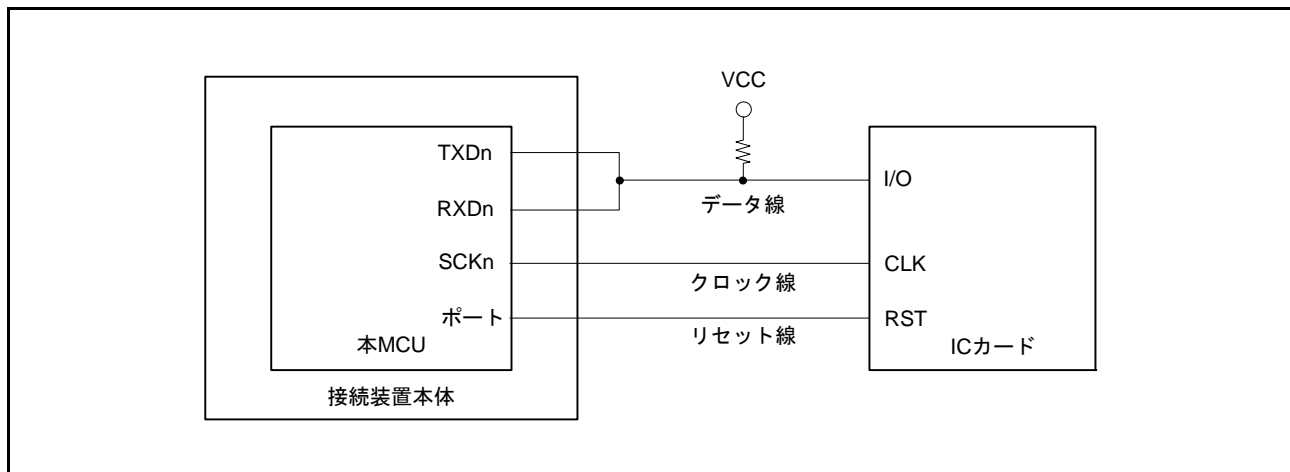 VCC
TXDn
I/O
データ線
RXDn
SCKn
CLK
クロック線
ポート
RST
リセット線
本MCU
ICカード
接続装置本体